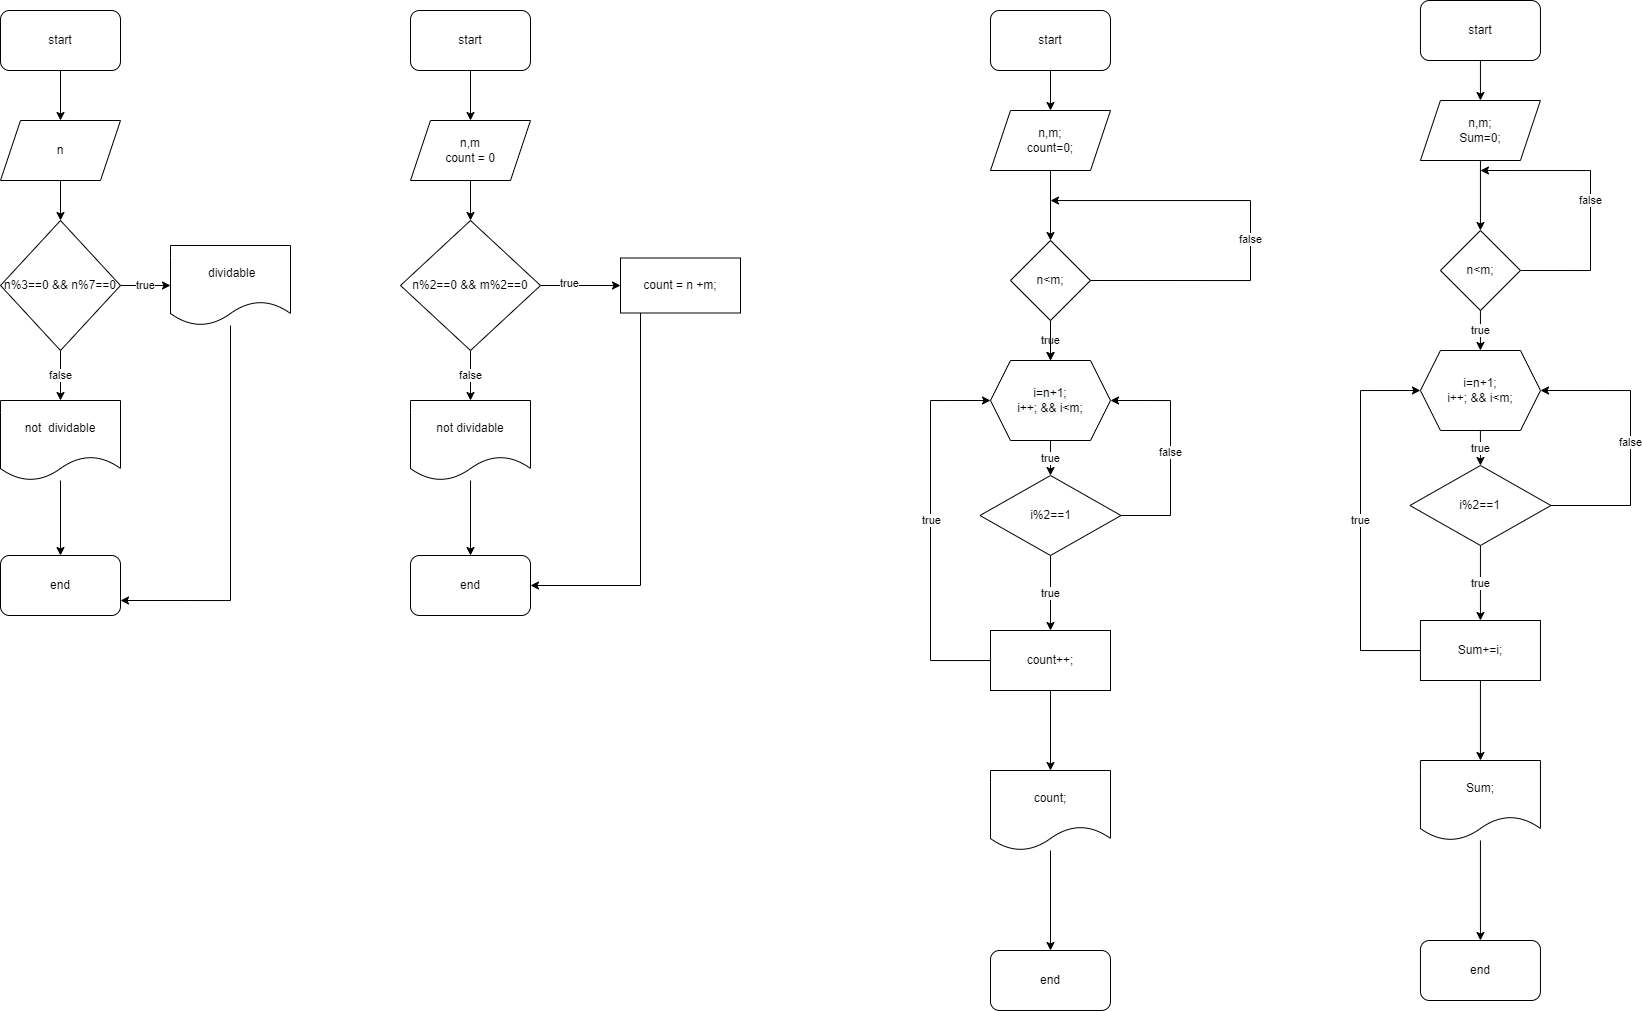 start
n
n%3==0 && n%7==0
true
dividable
false
not  dividable
end
start
n,m
count = 0
n%2==0 && m%2==0
true
count = n +m;
false
not dividable
end
start
n,m;
count=0;
false
n<m;
true
i=n+1;
i++; && i<m;
true
false
i%2==1
true
true
count++;
count;
end
start
n,m;
Sum=0;
false
n<m;
true
i=n+1;
i++; && i<m;
true
false
i%2==1
true
true
Sum+=i;
Sum;
end